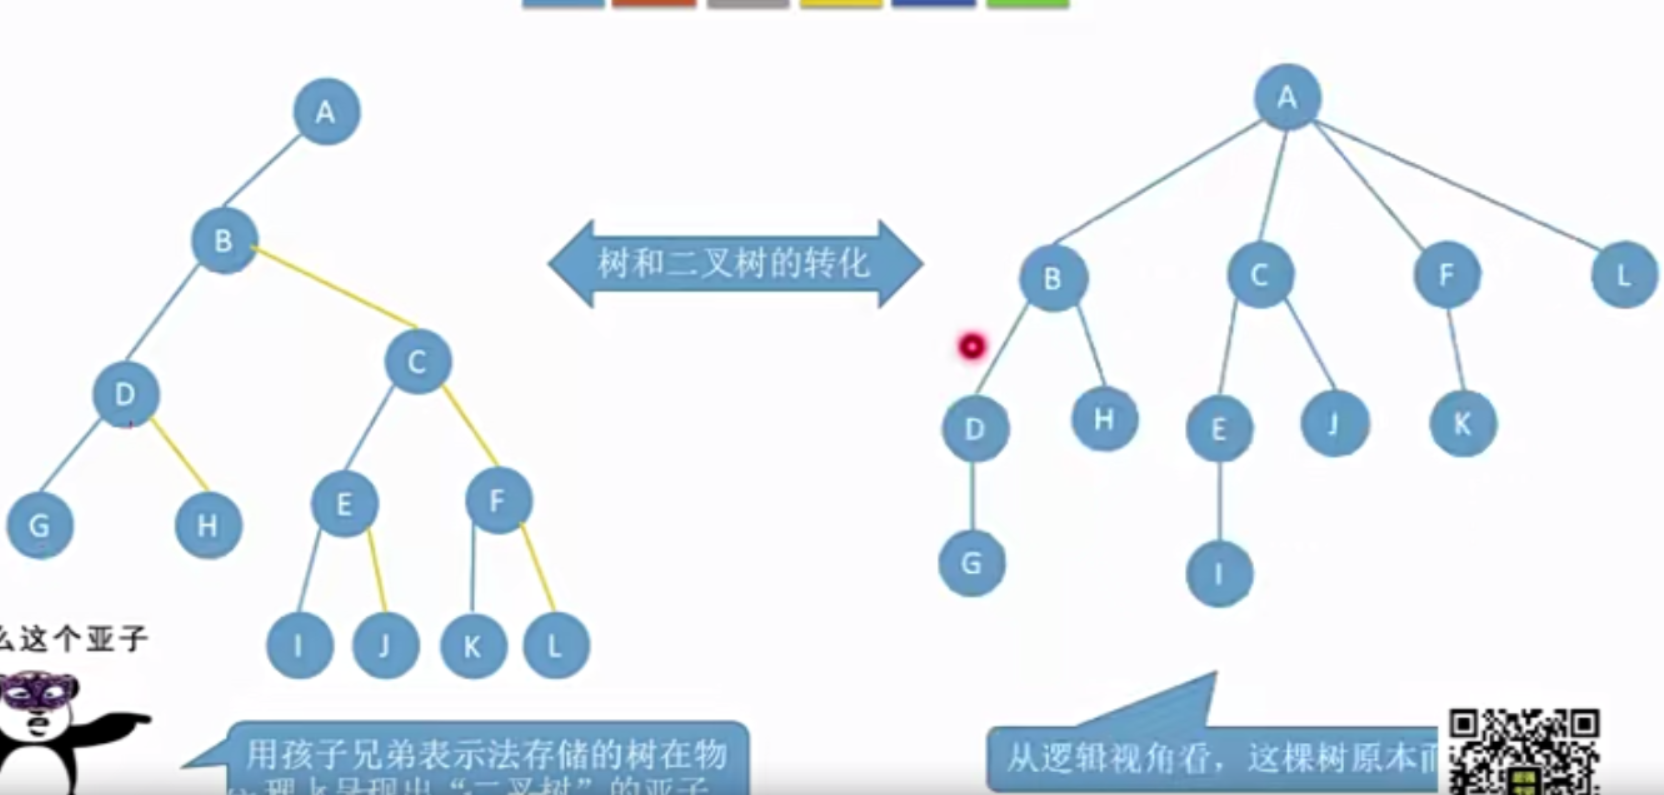 A
B
C
D
E
F
G
H
I
J
K
L
树和二叉树的转化
A
B
C
F
L
D
H
E
J
K
G
I
么这个亚子
用孩子兄弟表示法存储的树在物
理上呈现出“二叉树”的亚子
从逻辑视角看，这棵树原本